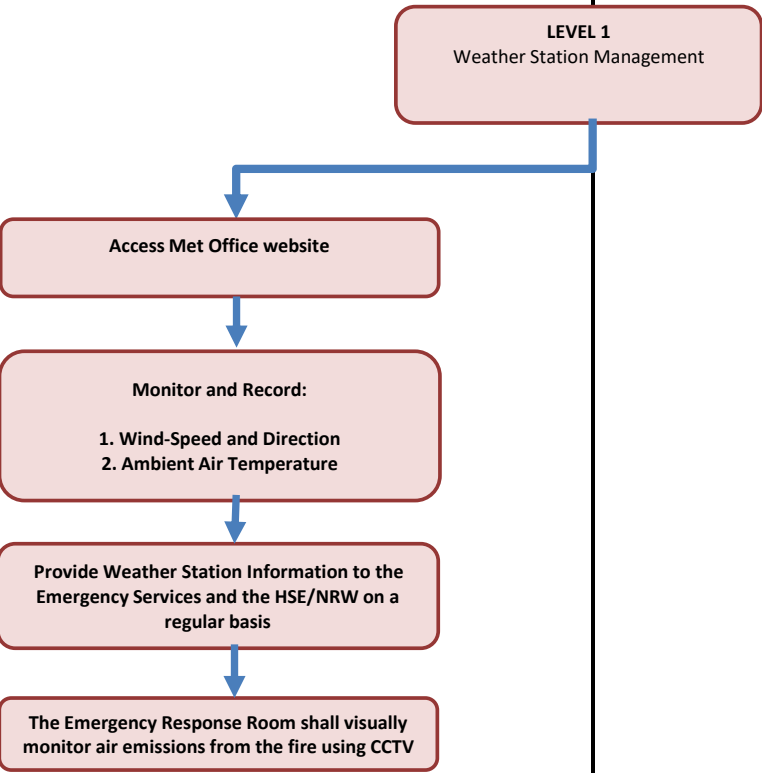 LEVEL 1
Weather Station Management
Access Met Office website
Monitor and Record:
1. Wind-Speed and Direction
2. Ambient Air Temperature
Provide Weather Station Information to the
Emergency Services and the HSE/NRW on a
regular basis
The Emergency Response Room shall visually
monitor air emissions from the fire using CCTV